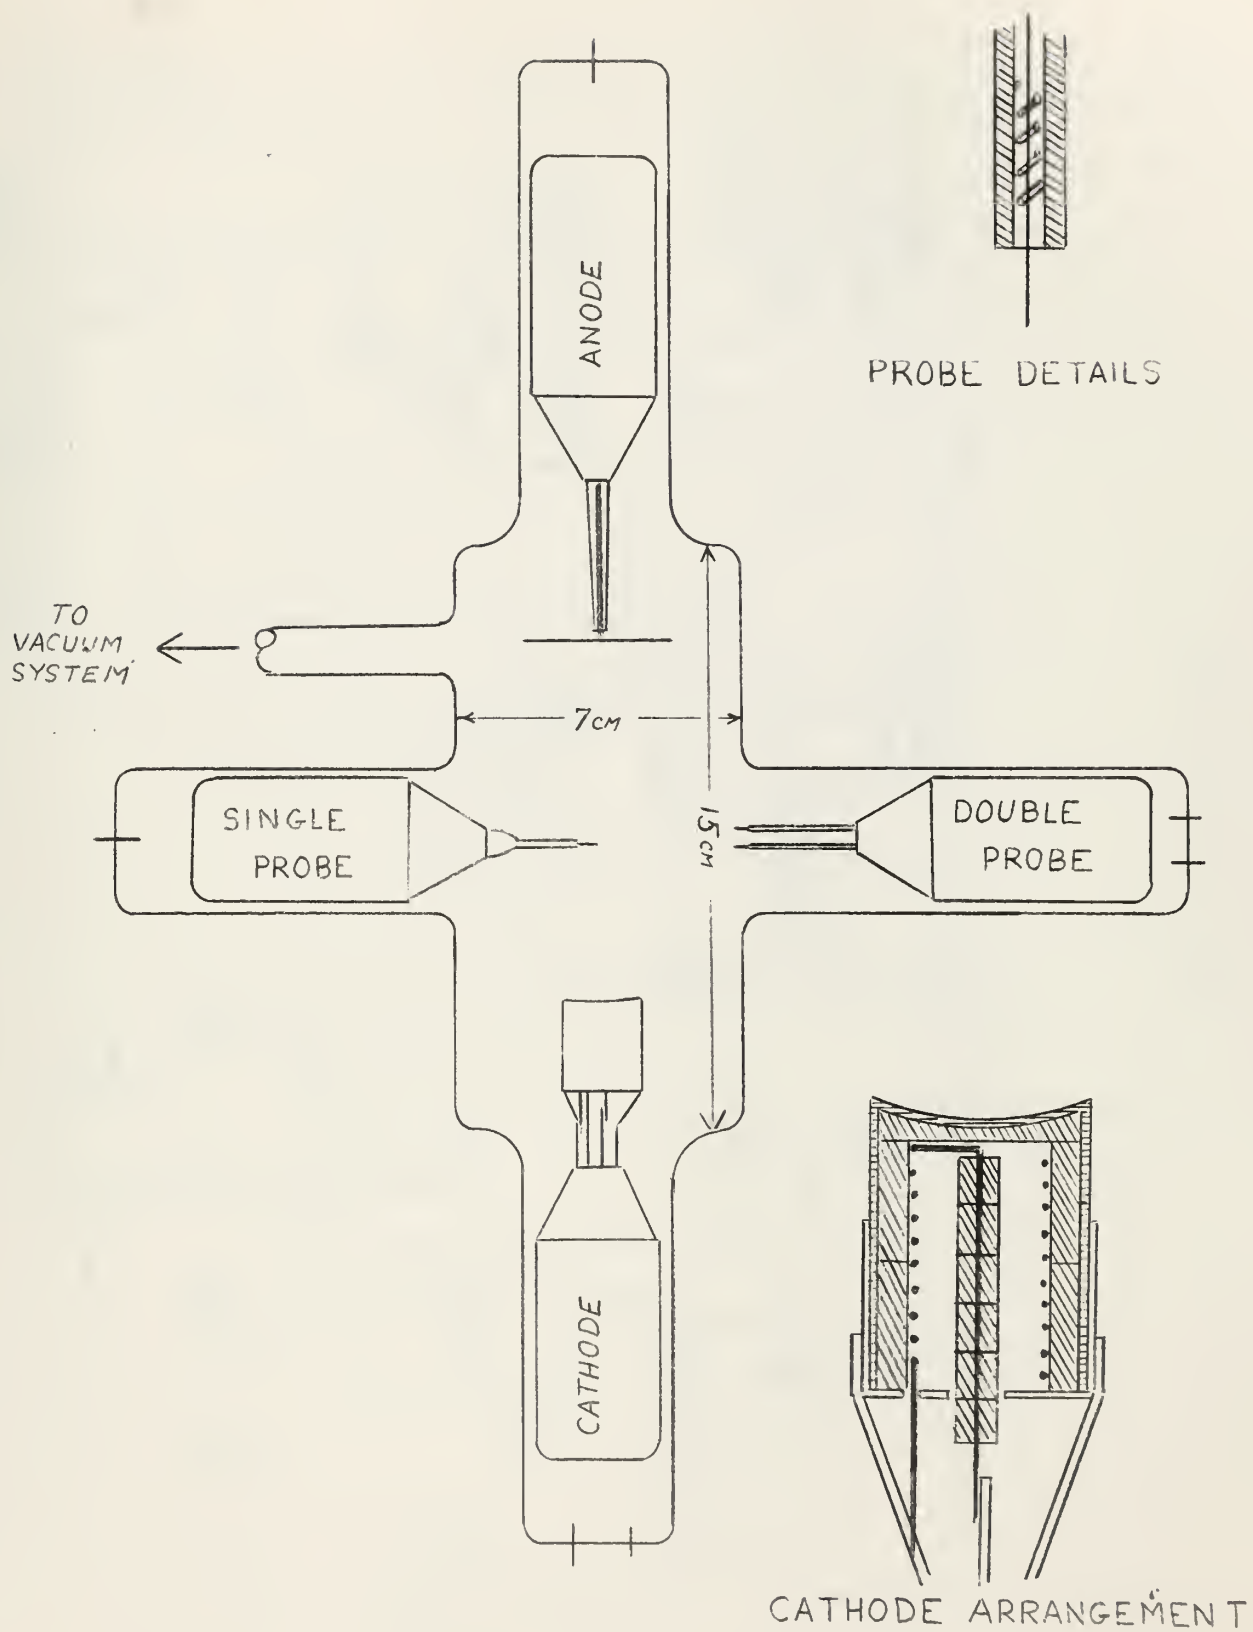 ANODE
PROBE DETAILS
TO
VACUUM
SYSTEM
7CM
SINGLE
PROBE
15CM
DOUBLE
PROBE
CATHODE
CATHODE ARRANGEMENT